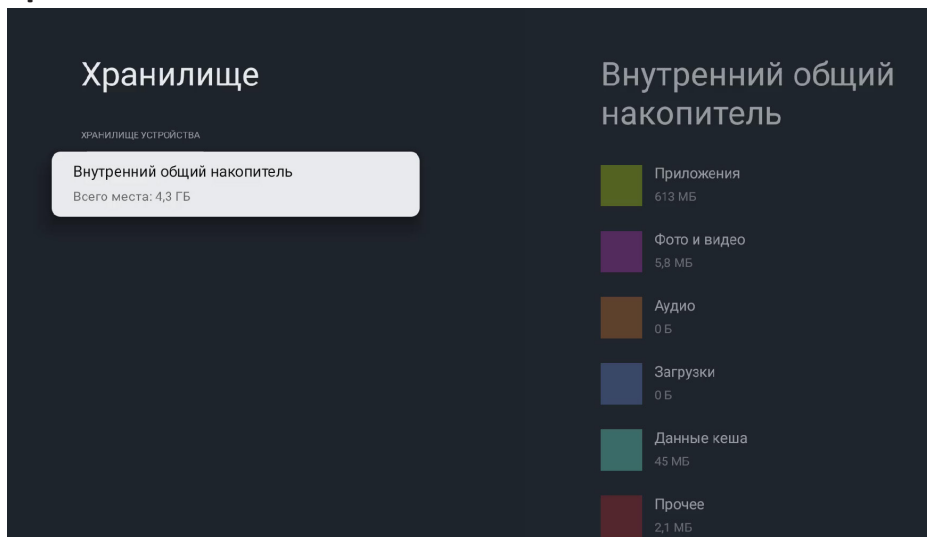 Хранилище
ХРАНИЛИЩЕ УСТРОЙСТВА
Внутренний общий накопитель
Всего места: 4,3 ГБ
Внутренний общий
накопитель
Приложения
613 МБ
Фото и видео
5,8 МБ
Аудио
0 Б
Загрузки
0 Б
Данные кеша
45 МБ
Прочее
2,1 МБ